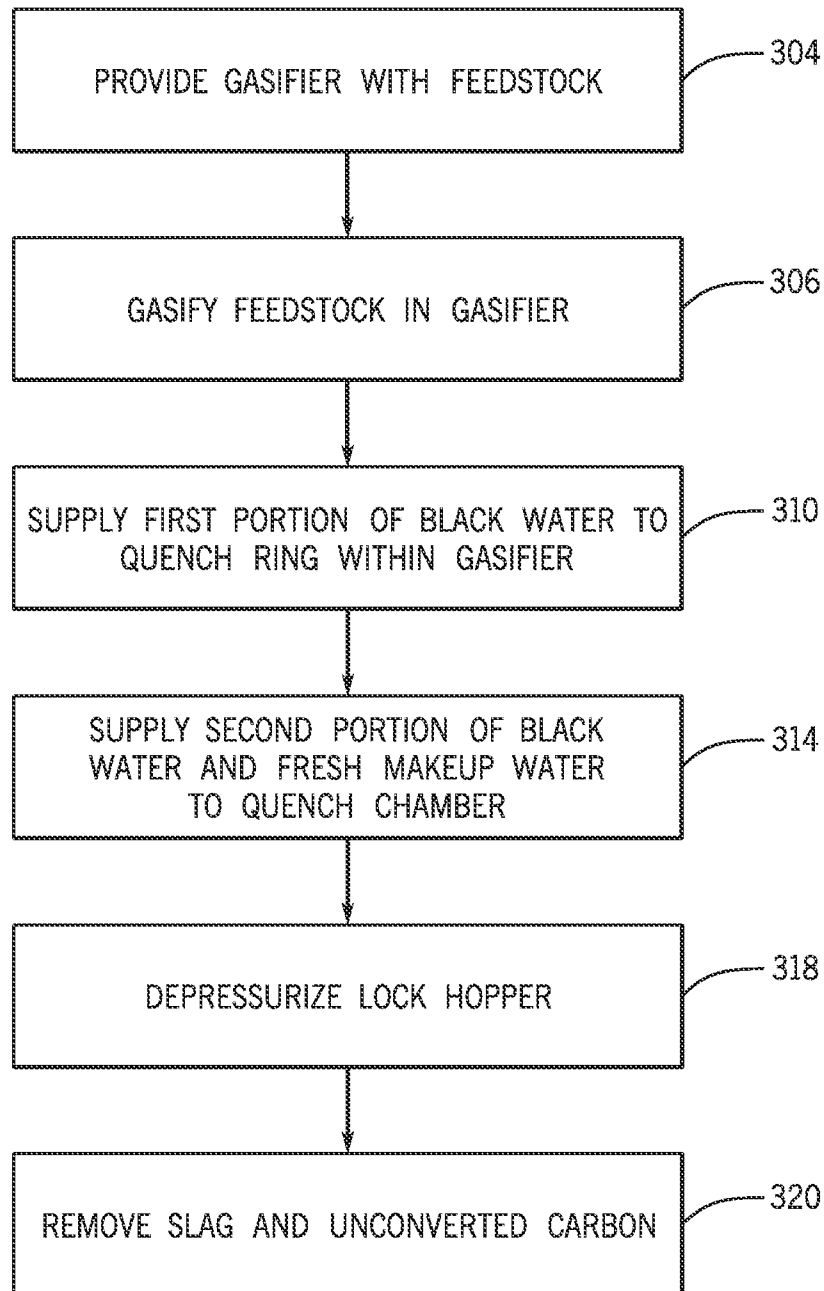 PROVIDE GASIFIER WITH FEEDSTOCK
304
GASIFY FEEDSTOCK IN GASIFIER
306
SUPPLY FIRST PORTION OF BLACK WATER TO
QUENCH RING WITHIN GASIFIER
310
SUPPLY SECOND PORTION OF BLACK
WATER AND FRESH MAKEUP WATER
TO QUENCH CHAMBER
314
DEPRESSURIZE LOCK HOPPER
318
REMOVE SLAG AND UNCONVERTED CARBON
320